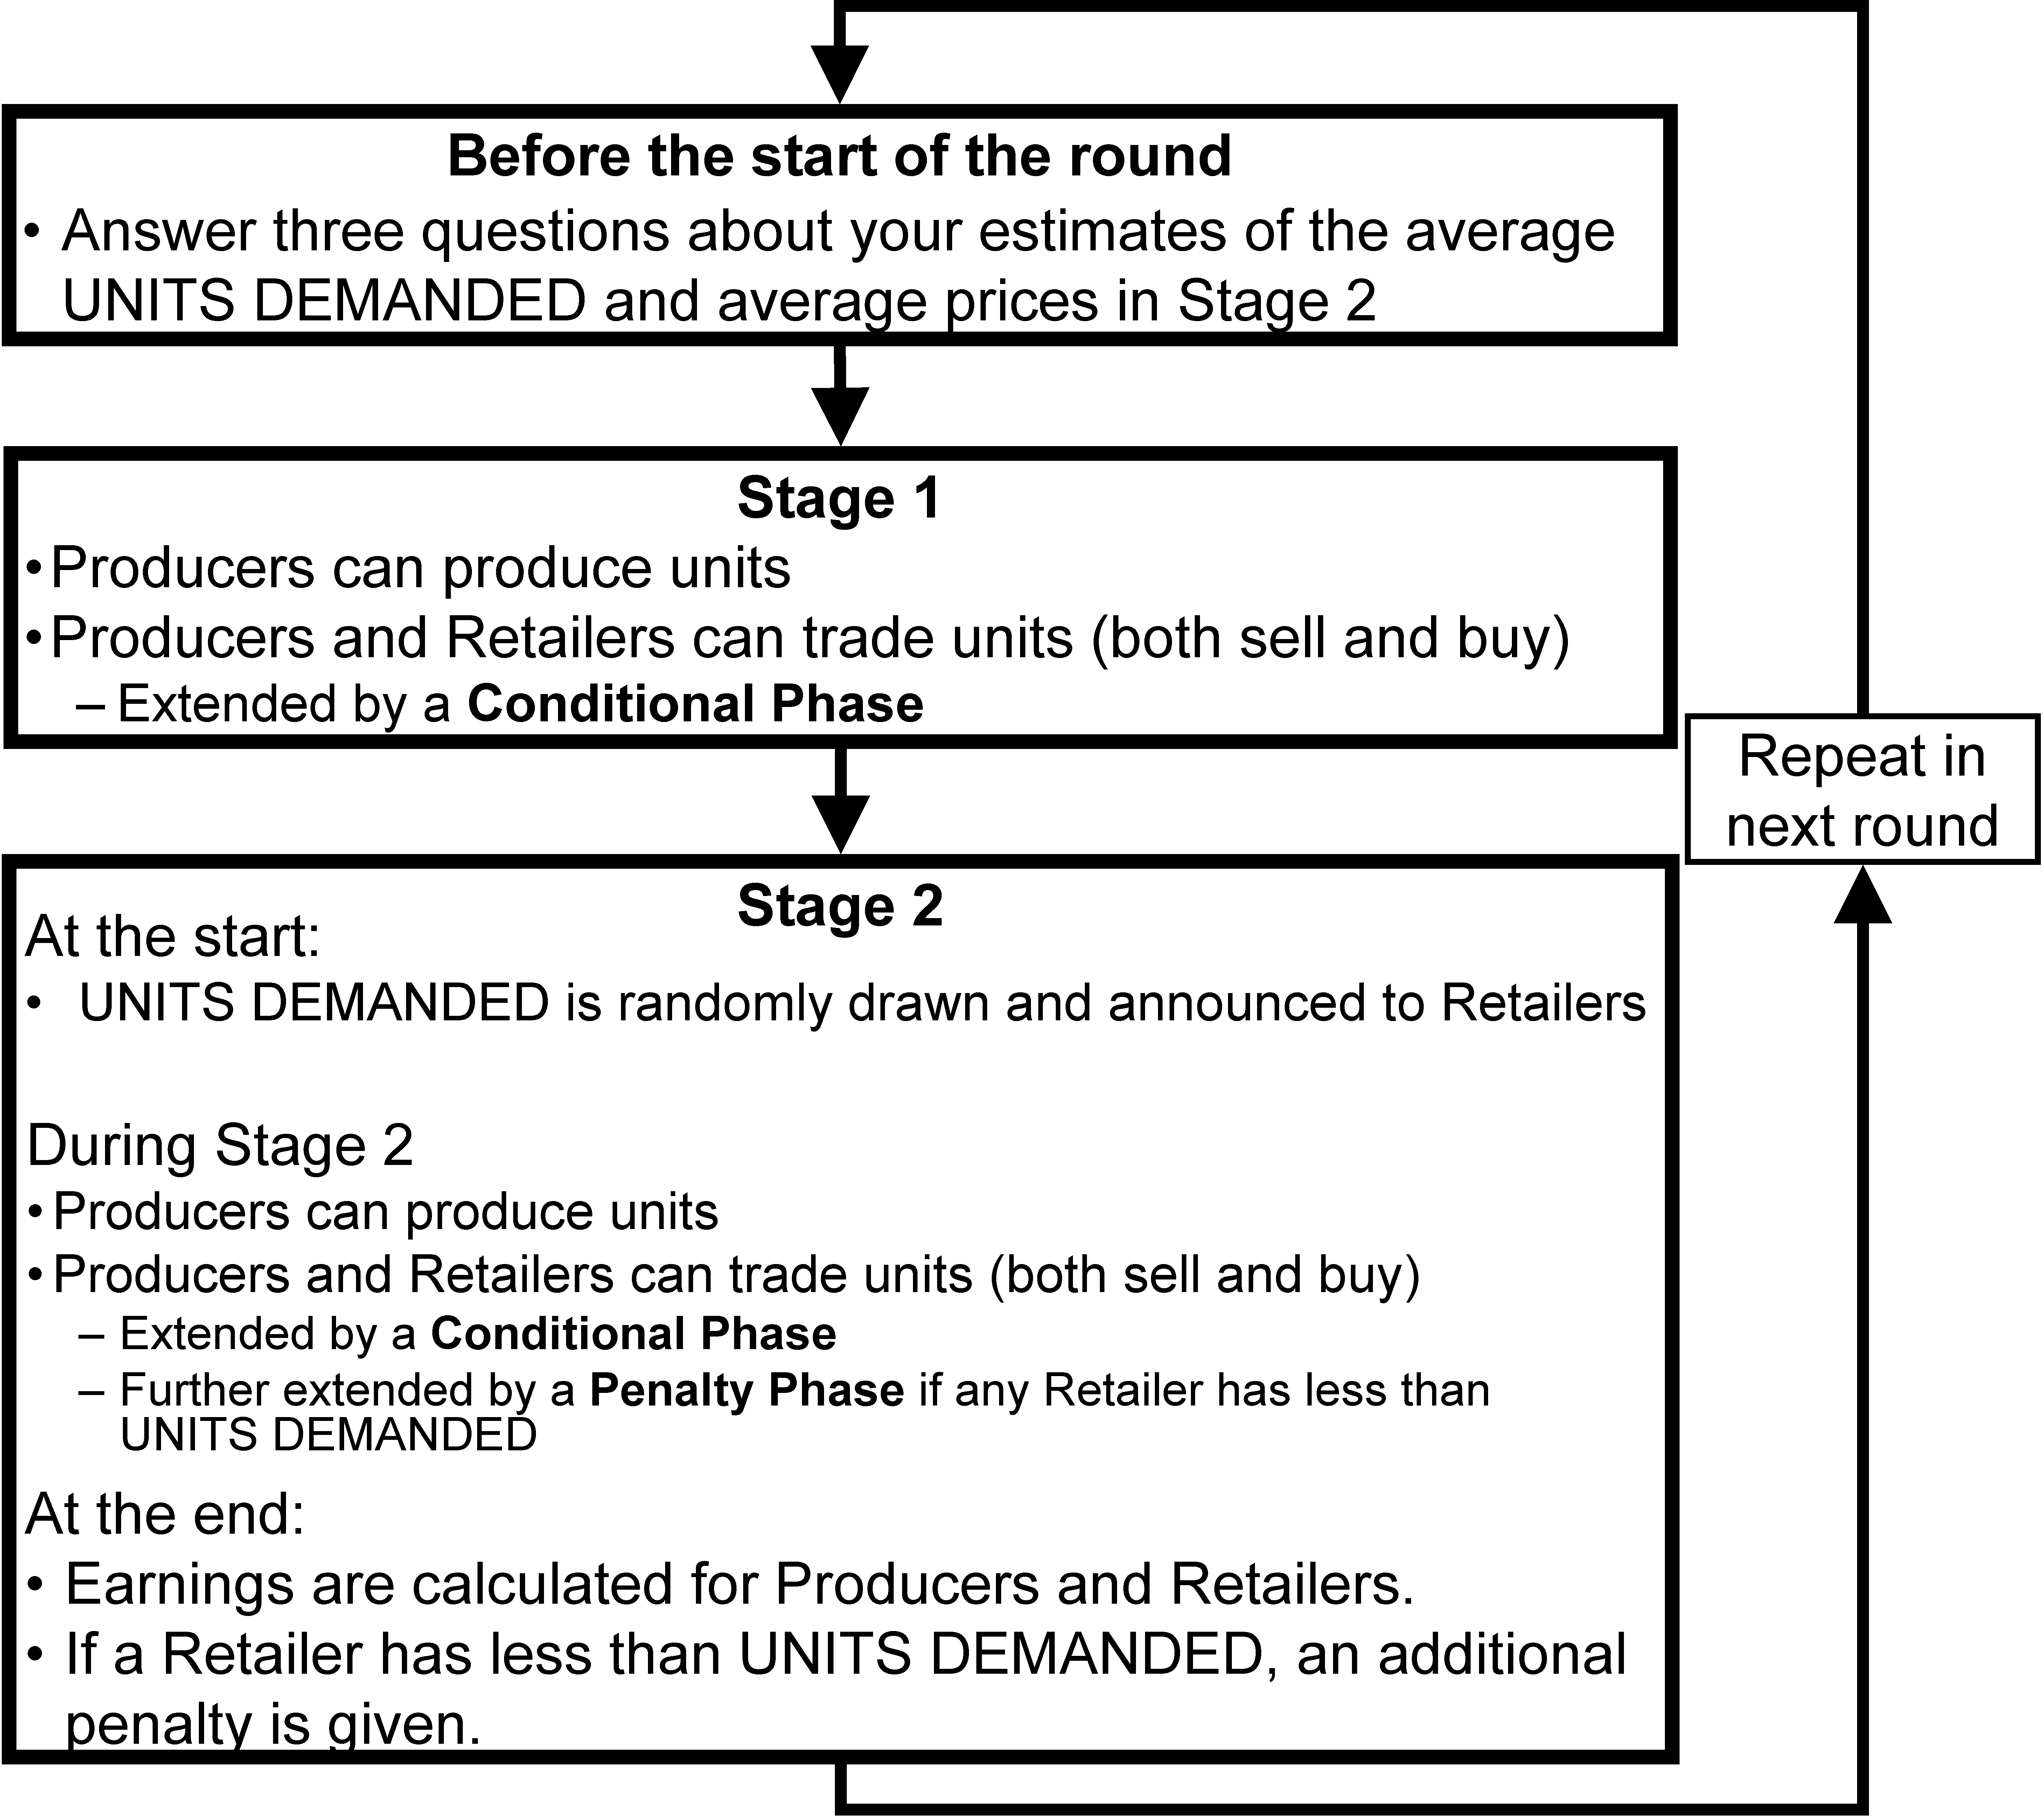 Before the start of the round
• Answer three questions about your estimates of the average
UNITS DEMANDED and average prices in Stage 2
Stage 1
• Producers can produce units
• Producers and Retailers can trade units (both sell and buy)
– Extended by a Conditional Phase
Repeat in
next round
Stage 2
At the start:
• UNITS DEMANDED is randomly drawn and announced to Retailers
During Stage 2
• Producers can produce units
• Producers and Retailers can trade units (both sell and buy)
– Extended by a Conditional Phase
– Further extended by a Penalty Phase if any Retailer has less than
UNITS DEMANDED
At the end:
• Earnings are calculated for Producers and Retailers.
• If a Retailer has less than UNITS DEMANDED, an additional
penalty is given.